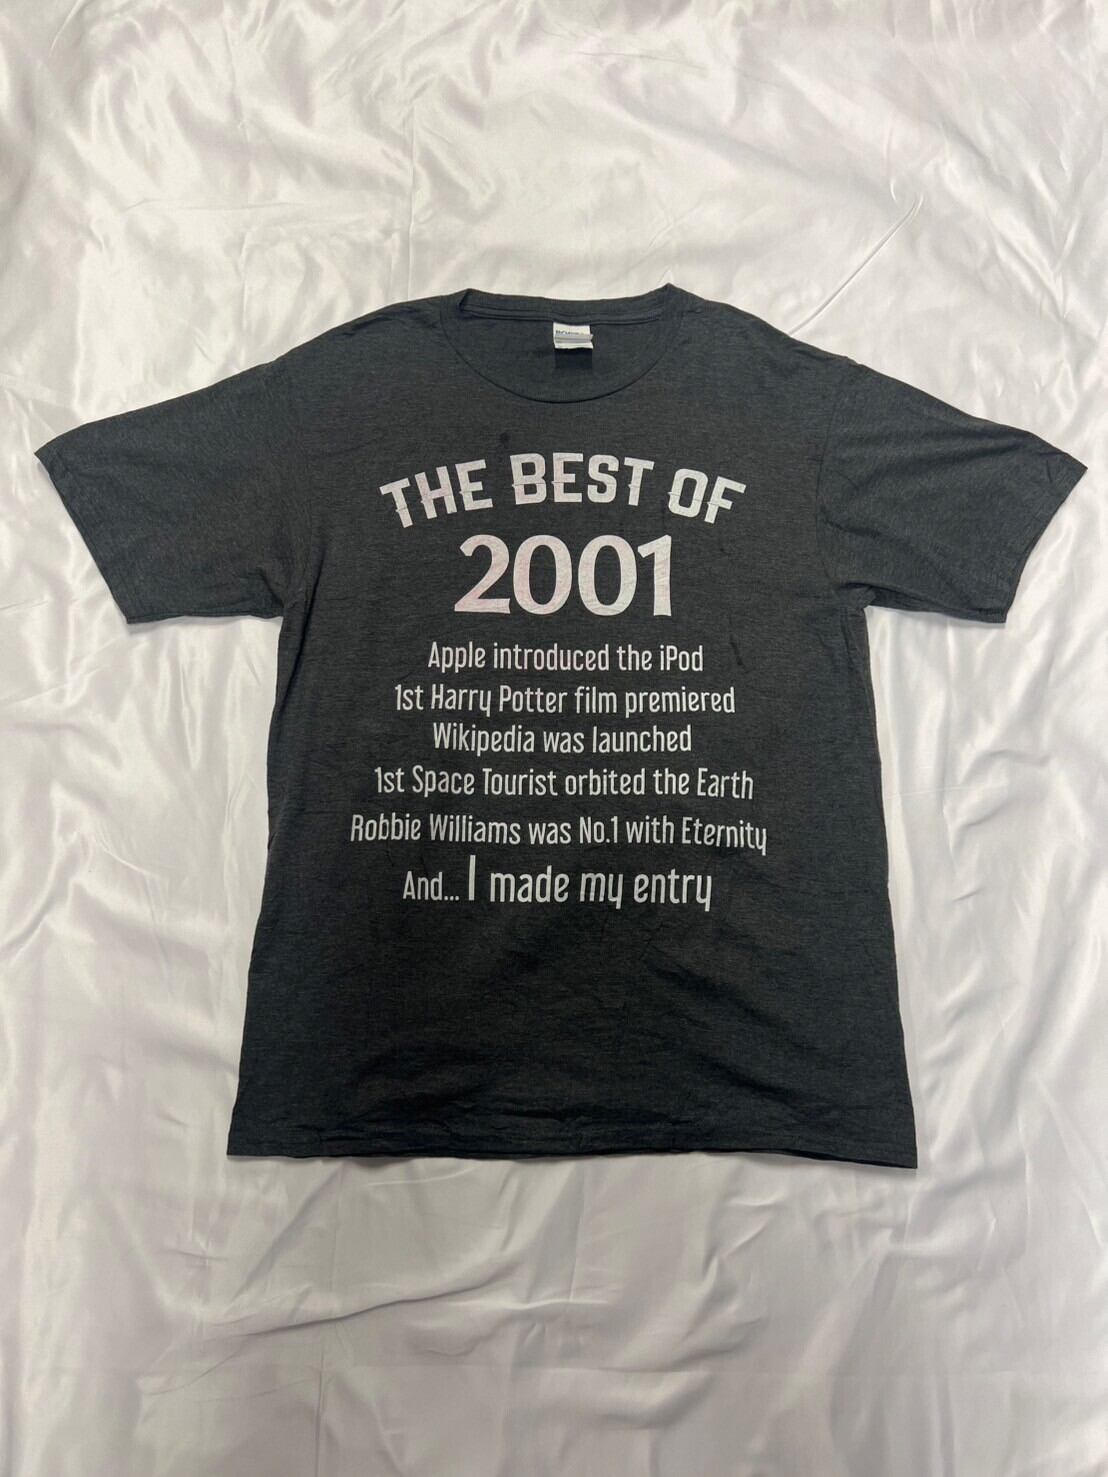 THE BEST OF
2001
Apple introduced the iPod
1st Harry Potter film premiered
Wikipedia was launched
1st Space Tourist orbited the Earth
Robbie Williams was No.1 with Eternity
And... I made my entry